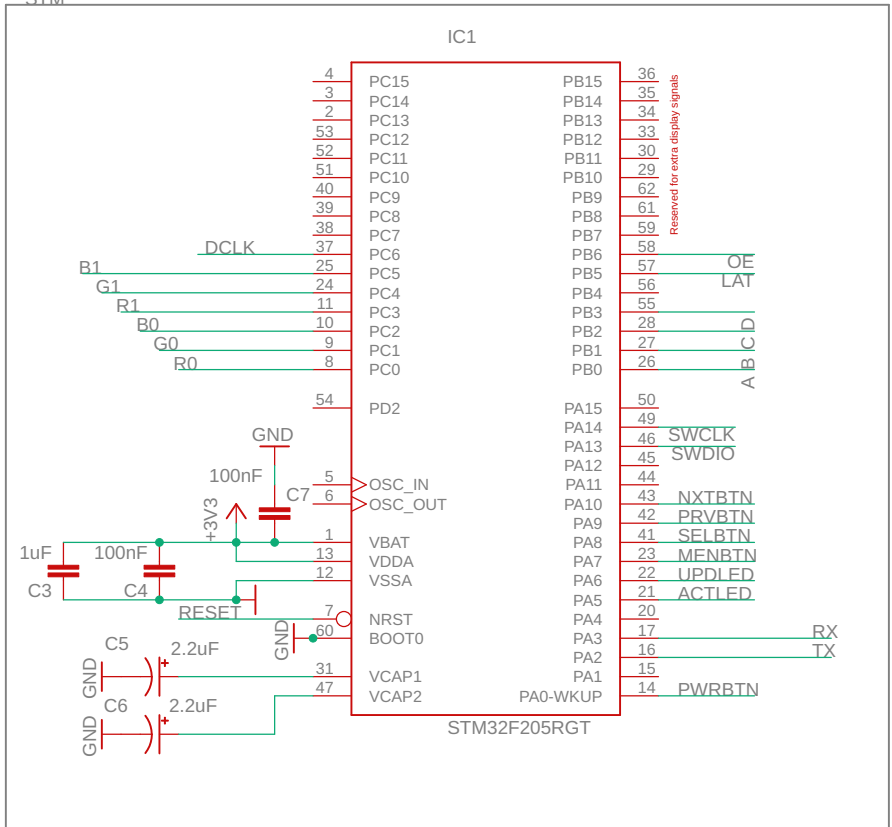 STM
IC1
4 PC15 PB15 36
3 PC14 PB14 35
2 PC13 PB13 34
53 PC12 PB12 33
52 PC11 PB11 30
51 PC10 PB10 29
40 PC9 PB9 62
39 PC8 PB8 61
38 PC7 PB7 59
Reserved for extra display signals
DCLK 37 PC6 PB6 58 OE
B1 25 PC5 PB5 57 LAT
G1 24 PC4 PB4 56
R1 11 PC3 PB3 55 D
B0 10 PC2 PB2 28 C
G0 9 PC1 PB1 27 B
R0 8 PC0 PB0 26 A
54 PD2 PA15 50
PA14 49 SWCLK
GND PA13 46 SWDIO
PA12 45
100nF C7 5 OSC_IN PA11 44
6 OSC_OUT PA10 43 NXTBTN
+3V3 PA9 42 PRVBTN
1 VBAT PA8 41 SELBTN
1uF C3 100nF C4 13 VDDA PA7 23 MENBTN
12 VSSA PA6 22 UPDLED
PA5 21 ACTLED
RESET 7 NRST PA4 20
GND 60 BOOT0 PA3 17 RX
PA2 16 TX
GND C5 2.2uF 31 VCAP1 PA1 15
GND C6 2.2uF 47 VCAP2 PA0-WKUP 14 PWRBTN
STM32F205RGT